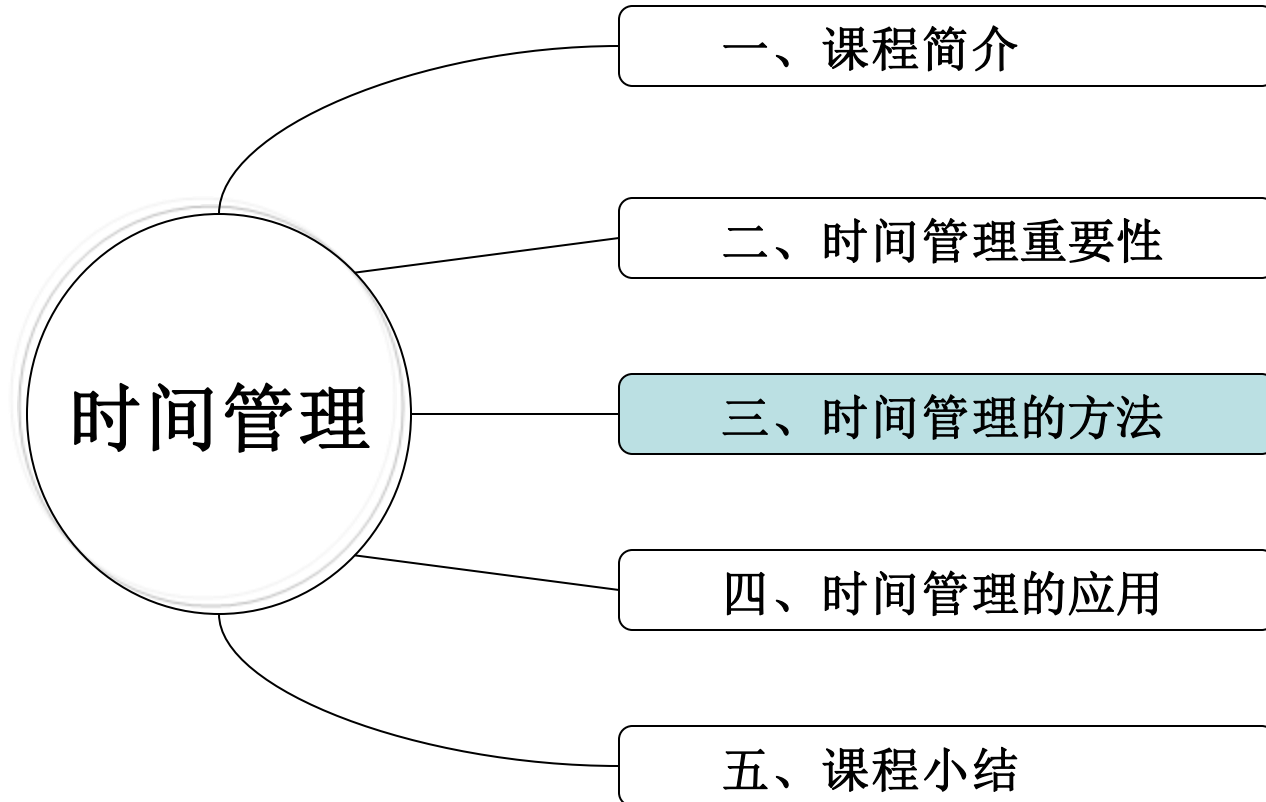 时间管理
一、课程简介
二、时间管理重要性
三、时间管理的方法
四、时间管理的应用
五、课程小结